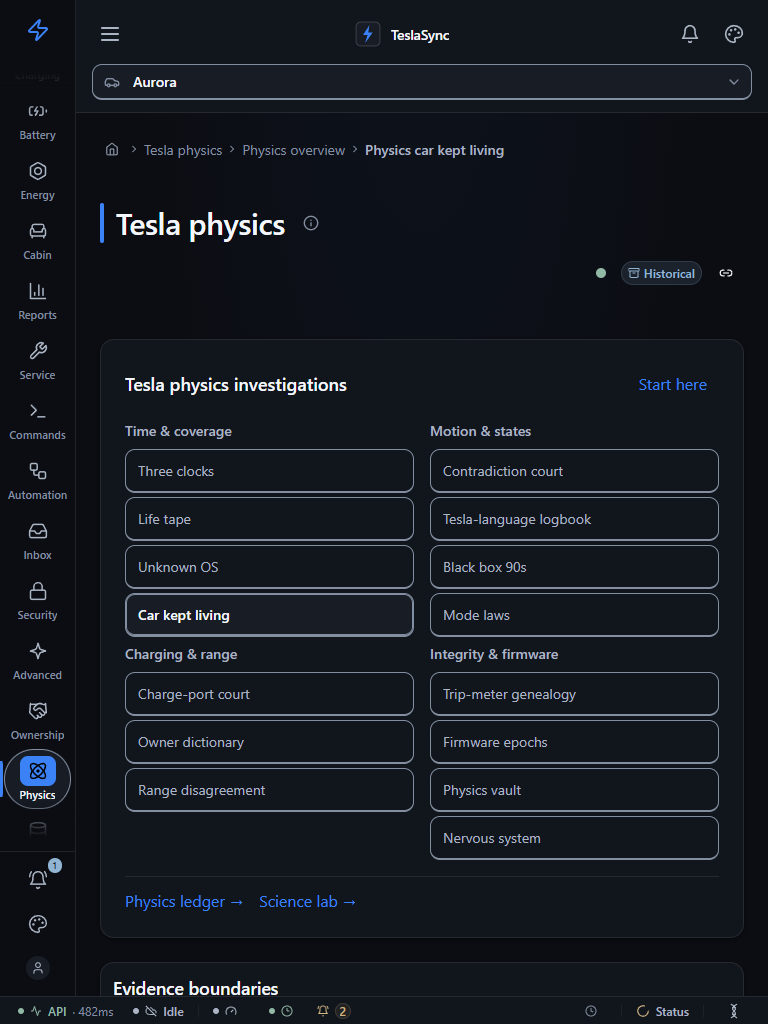 TeslaSync
Aurora
Charging
Battery
Energy
Cabin
Reports
Service
Commands
Automation
Inbox
Security
Advanced
Ownership
Physics
1
Tesla physics > Physics overview > Physics car kept living
Tesla physics
Historical
Tesla physics investigations
Start here
Time & coverage
Three clocks
Life tape
Unknown OS
Car kept living
Motion & states
Contradiction court
Tesla-language logbook
Black box 90s
Mode laws
Charging & range
Charge-port court
Owner dictionary
Range disagreement
Integrity & firmware
Trip-meter genealogy
Firmware epochs
Physics vault
Nervous system
Physics ledger → Science lab →
Evidence boundaries
API · 482ms Idle 2 Status